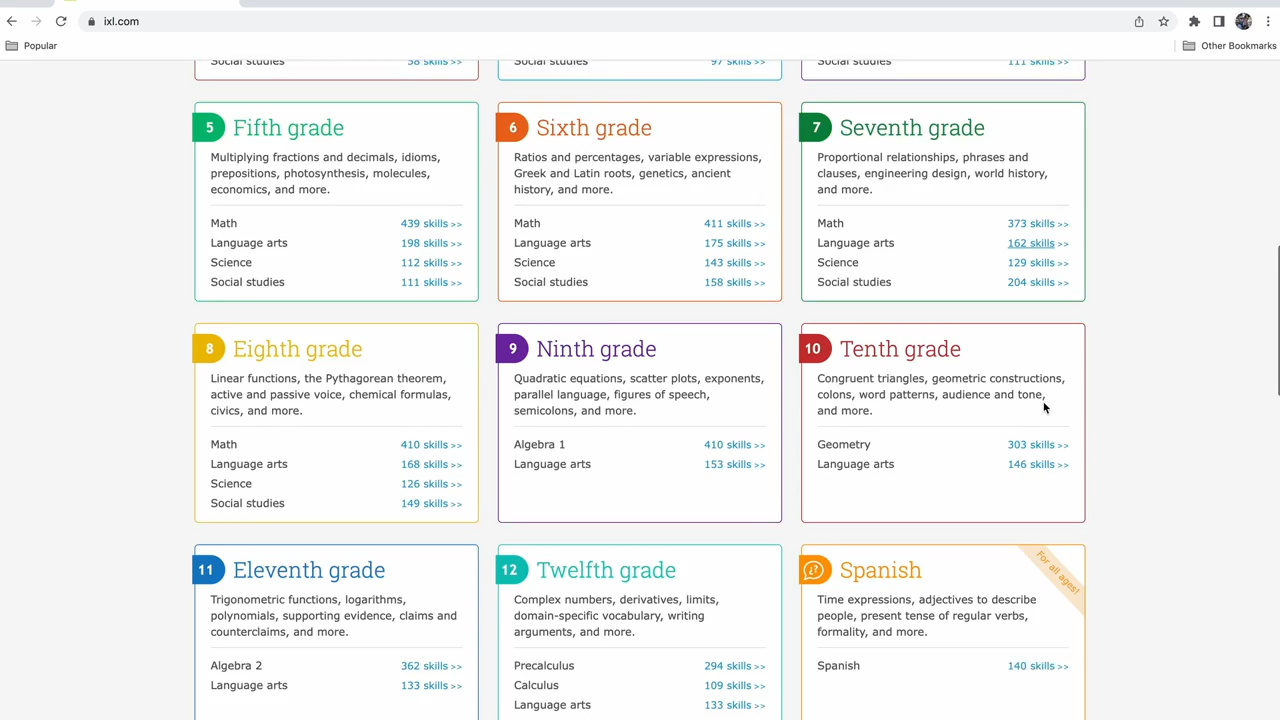 ixl.com
Popular
Other Bookmarks
Social studies 58 skills >>
Social studies 97 skills >>
Social studies 111 skills >>
5 Fifth grade
Multiplying fractions and decimals, idioms,
prepositions, photosynthesis, molecules,
economics, and more.
Math 439 skills >>
Language arts 198 skills >>
Science 112 skills >>
Social studies 111 skills >>
6 Sixth grade
Ratios and percentages, variable expressions,
Greek and Latin roots, genetics, ancient
history, and more.
Math 411 skills >>
Language arts 175 skills >>
Science 143 skills >>
Social studies 158 skills >>
7 Seventh grade
Proportional relationships, phrases and
clauses, engineering design, world history,
and more.
Math 373 skills >>
Language arts 162 skills >>
Science 129 skills >>
Social studies 204 skills >>
8 Eighth grade
Linear functions, the Pythagorean theorem,
active and passive voice, chemical formulas,
civics, and more.
Math 410 skills >>
Language arts 168 skills >>
Science 126 skills >>
Social studies 149 skills >>
9 Ninth grade
Quadratic equations, scatter plots, exponents,
parallel language, figures of speech,
semicolons, and more.
Algebra 1 410 skills >>
Language arts 153 skills >>
10 Tenth grade
Congruent triangles, geometric constructions,
colons, word patterns, audience and tone,
and more.
Geometry 303 skills >>
Language arts 146 skills >>
11 Eleventh grade
Trigonometric functions, logarithms,
polynomials, supporting evidence, claims and
counterclaims, and more.
Algebra 2 362 skills >>
Language arts 133 skills >>
12 Twelfth grade
Complex numbers, derivatives, limits,
domain-specific vocabulary, writing
arguments, and more.
Precalculus 294 skills >>
Calculus 109 skills >>
Language arts 133 skills >>
¡? Spanish
For all ages!
Time expressions, adjectives to describe
people, present tense of regular verbs,
formality, and more.
Spanish 140 skills >>